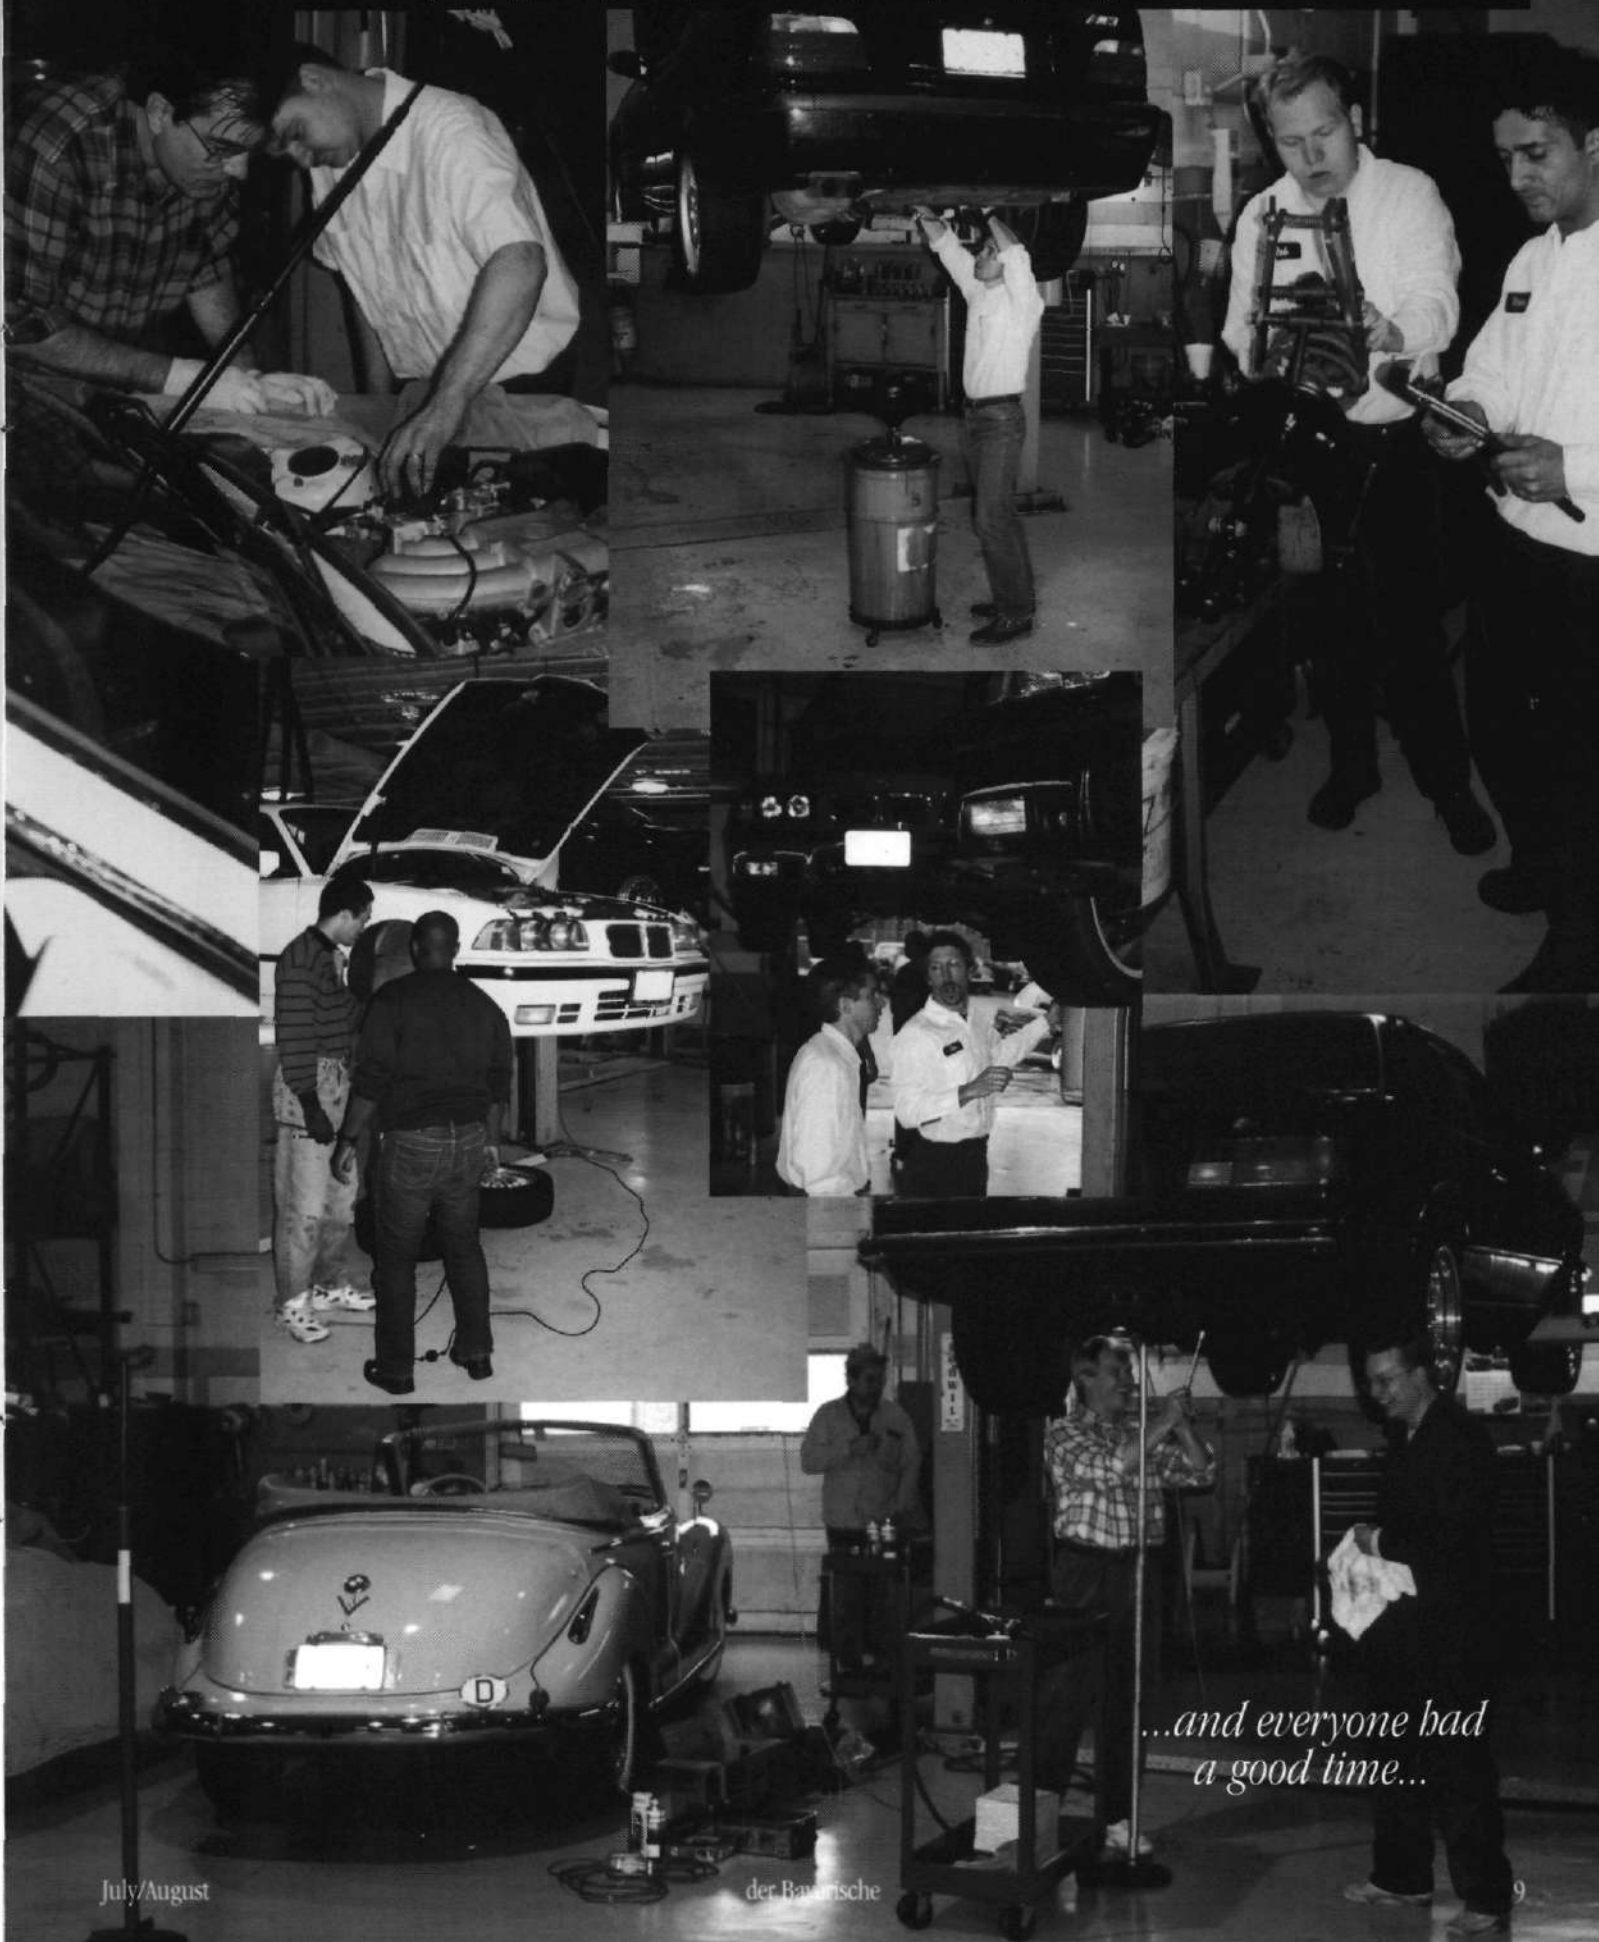 D
...and everyone had
a good time...
July/August
der Bayerische
9